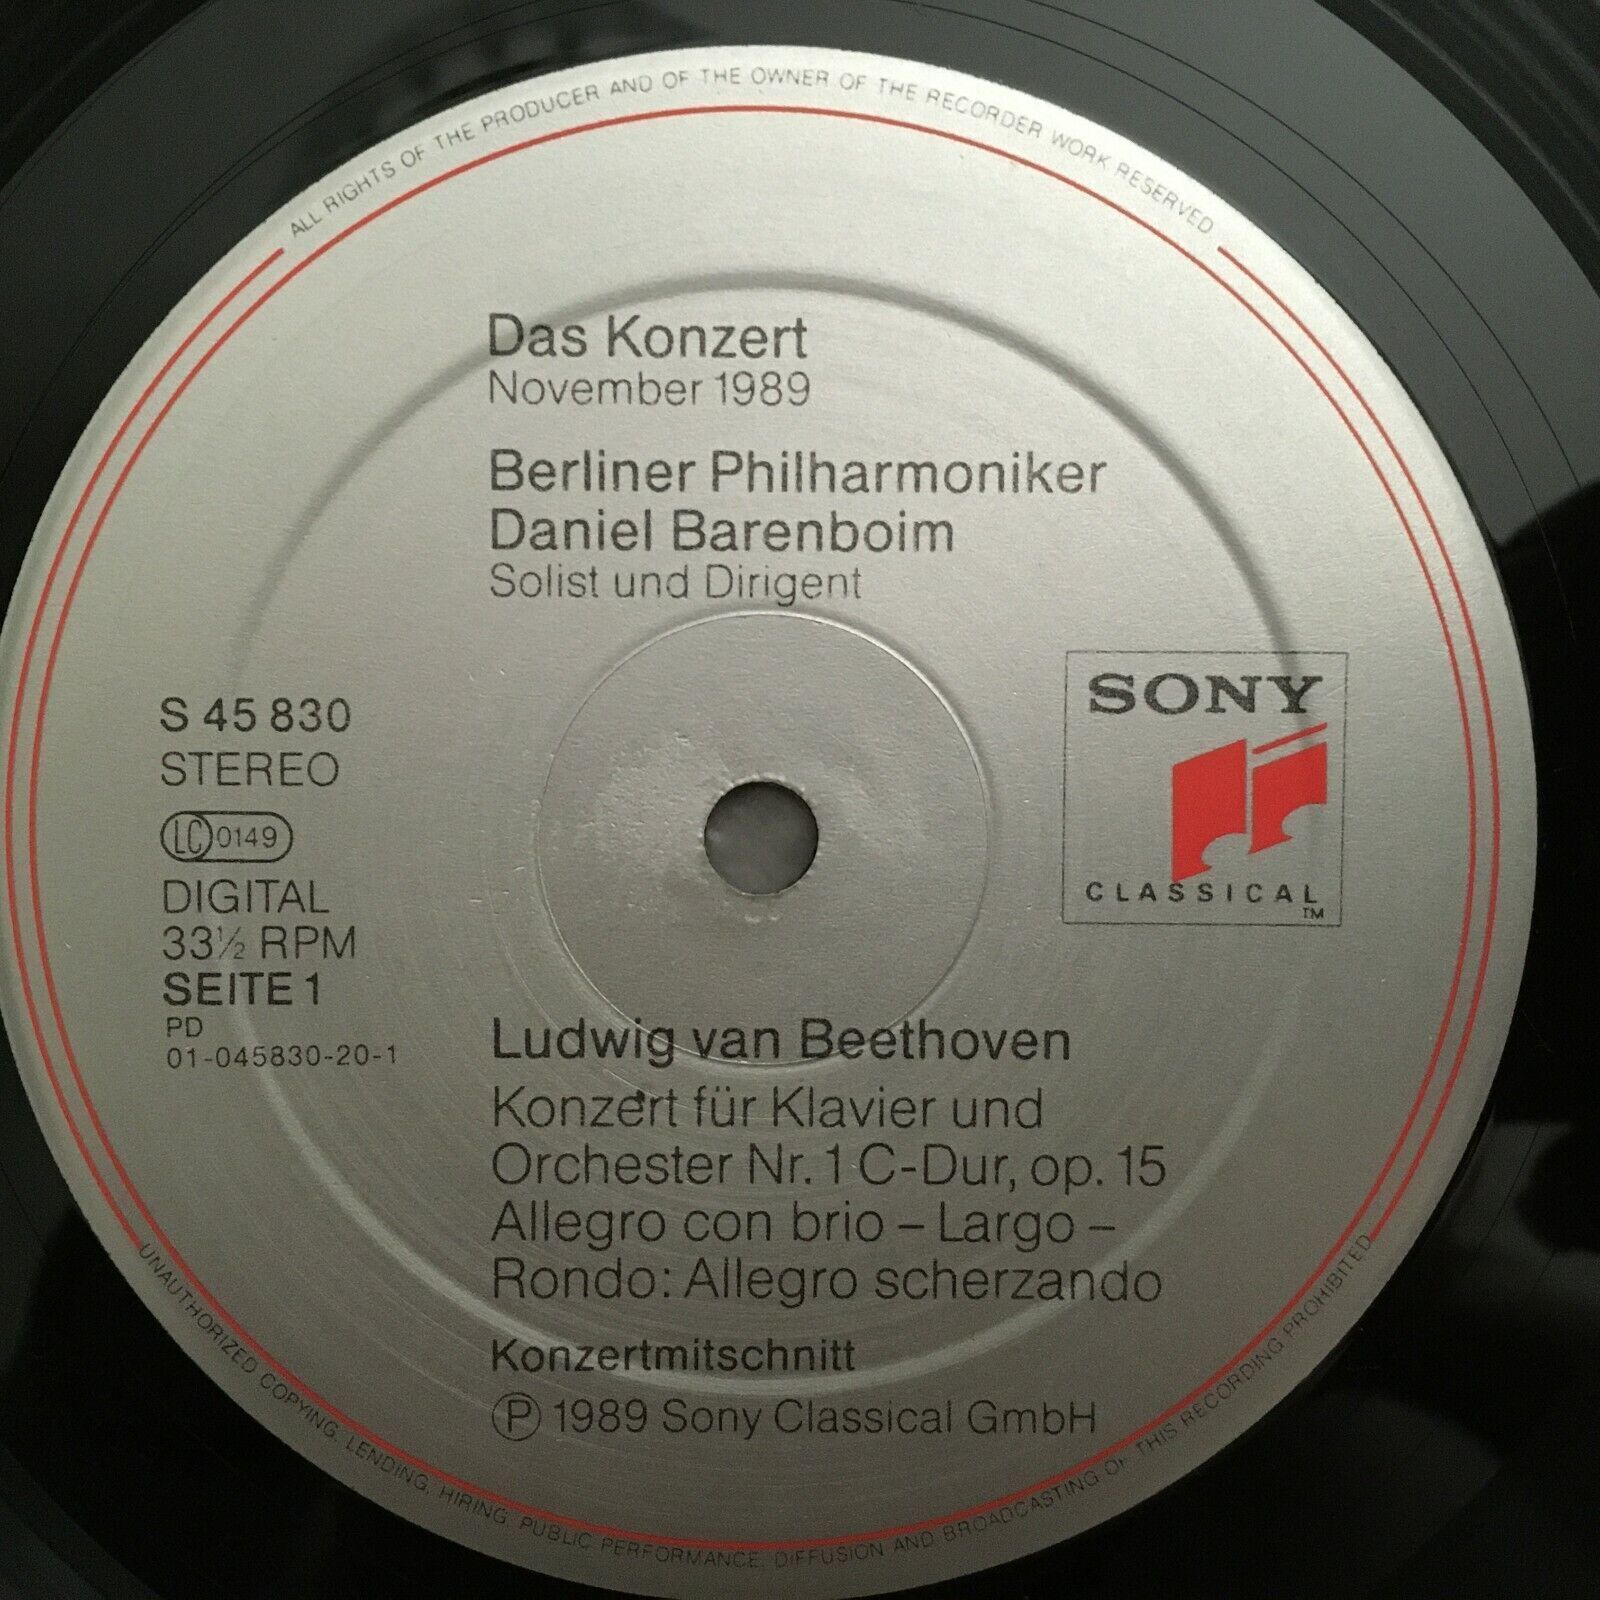 ALL RIGHTS OF THE PRODUCER AND OF THE OWNER OF THE RECORDER WORK RESERVED
Das Konzert
November 1989
Berliner Philharmoniker
Daniel Barenboim
Solist und Dirigent
S 45 830
STEREO
LC 0149
DIGITAL
33½ RPM
SEITE 1
PD
01-045830-20-1
SONY
CLASSICAL
TM
Ludwig van Beethoven
Konzert für Klavier und
Orchester Nr. 1 C-Dur, op. 15
Allegro con brio – Largo –
Rondo: Allegro scherzando
Konzertmitschnitt
℗ 1989 Sony Classical GmbH
UNAUTHORIZED COPYING, LENDING, HIRING, PUBLIC PERFORMANCE, DIFFUSION AND BROADCASTING OF THIS RECORDING PROHIBITED